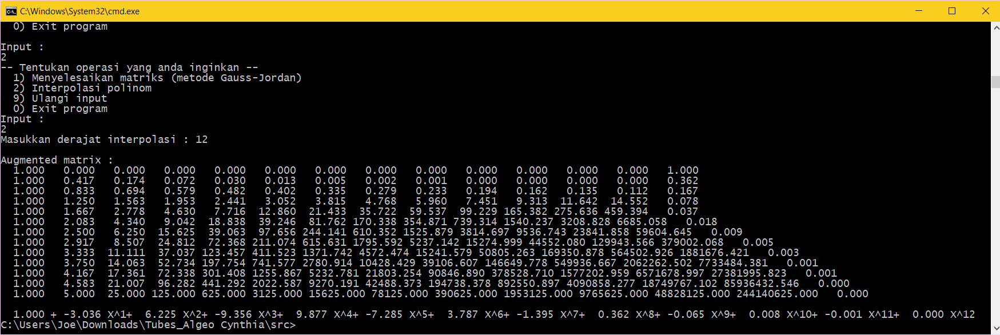 C:\Windows\System32\cmd.exe
0) Exit program
Input :
2
-- Tentukan operasi yang anda inginkan --
1) Menyelesaikan matriks (metode Gauss-Jordan)
2) Interpolasi polinom
9) Ulangi input
0) Exit program
Input :
2
Masukkan derajat interpolasi : 12
Augmented matrix :
1.000 0.000 0.000 0.000 0.000 0.000 0.000 0.000 0.000 0.000 0.000 0.000 0.000 1.000
1.000 0.417 0.174 0.072 0.030 0.013 0.005 0.002 0.001 0.000 0.000 0.000 0.000 0.362
1.000 0.833 0.694 0.579 0.482 0.402 0.335 0.279 0.233 0.194 0.162 0.135 0.112 0.167
1.000 1.250 1.563 1.953 2.441 3.052 3.815 4.768 5.960 7.451 9.313 11.642 14.552 0.078
1.000 1.667 2.778 4.630 7.716 12.860 21.433 35.722 59.537 99.229 165.382 275.636 459.394 0.037
1.000 2.083 4.340 9.042 18.838 39.246 81.762 170.338 354.871 739.314 1540.237 3208.828 6685.058 0.018
1.000 2.500 6.250 15.625 39.063 97.656 244.141 610.352 1525.879 3814.697 9536.743 23841.858 59604.645 0.009
1.000 2.917 8.507 24.812 72.368 211.074 615.631 1795.592 5237.142 15274.999 44552.080 129943.566 379002.068 0.005
1.000 3.333 11.111 37.037 123.457 411.523 1371.742 4572.474 15241.579 50805.263 169350.878 564502.926 1881676.421 0.003
1.000 3.750 14.063 52.734 197.754 741.577 2780.914 10428.429 39106.607 146649.778 549936.667 2062262.502 7733484.381 0.001
1.000 4.167 17.361 72.338 301.408 1255.867 5232.781 21803.254 90846.890 378528.710 1577202.959 6571678.997 27381995.823 0.001
1.000 4.583 21.007 96.282 441.292 2022.587 9270.191 42488.373 194738.378 892550.897 4090858.277 18749767.102 85936432.546 0.000
1.000 5.000 25.000 125.000 625.000 3125.000 15625.000 78125.000 390625.000 1953125.000 9765625.000 48828125.000 244140625.000 0.000
1.000 + -3.036 X^1+ 6.225 X^2+ -9.356 X^3+ 9.877 X^4+ -7.285 X^5+ 3.787 X^6+ -1.395 X^7+ 0.362 X^8+ -0.065 X^9+ 0.008 X^10+ -0.001 X^11+ 0.000 X^12
C:\Users\Joe\Downloads\Tubes_Algeo Cynthia\src>